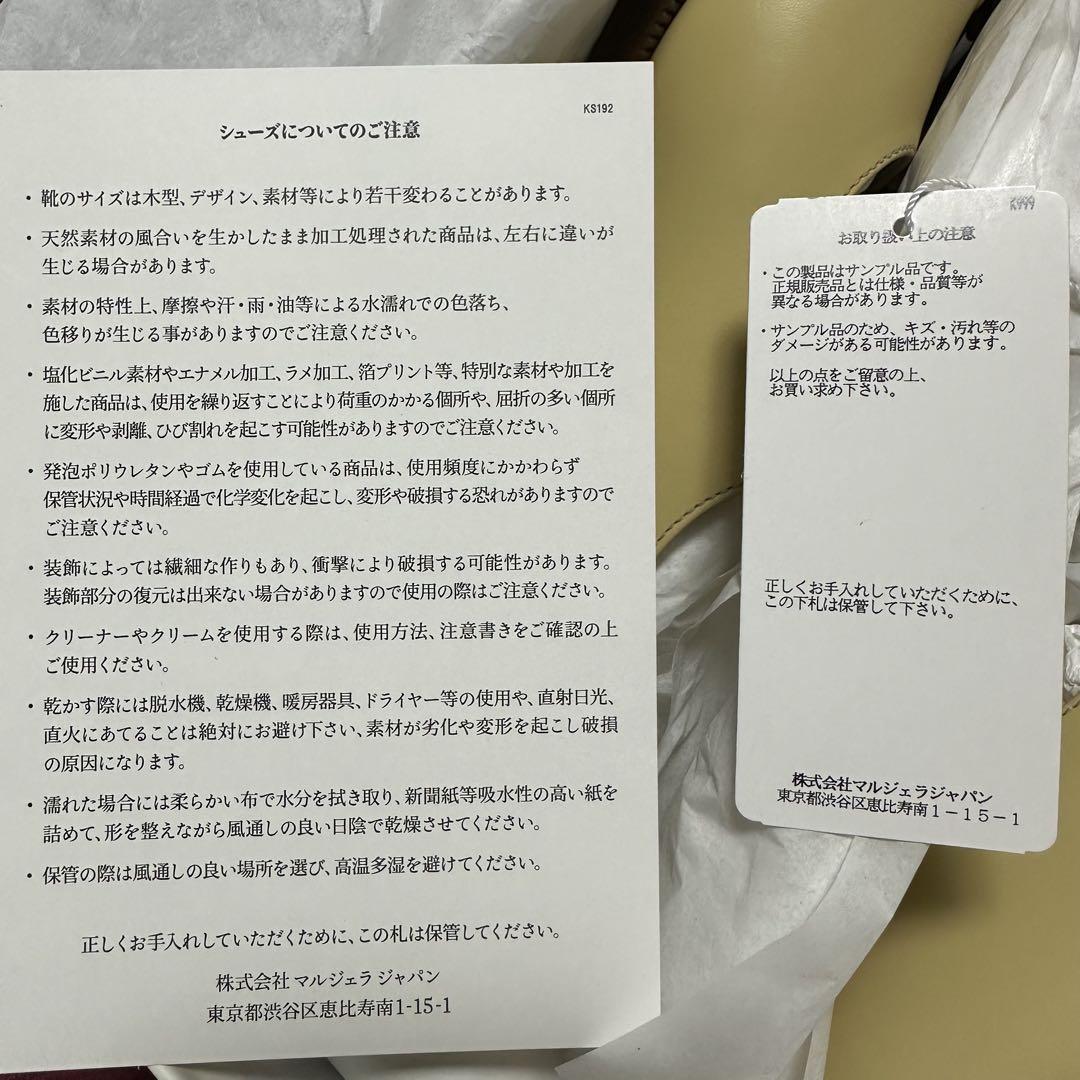 KS192
シューズについてのご注意
・靴のサイズは木型、デザイン、素材等により若干変わることがあります。
・天然素材の風合いを生かしたまま加工処理された商品は、左右に違いが
生じる場合があります。
・素材の特性上、摩擦や汗・雨・油等による水濡れでの色落ち、
色移りが生じる事がありますのでご注意ください。
・塩化ビニル素材やエナメル加工、ラメ加工、箔プリント等、特別な素材や加工を
施した商品は、使用を繰り返すことにより荷重のかかる個所や、屈折の多い個所
に変形や剥離、ひび割れを起こす可能性がありますのでご注意ください。
・発泡ポリウレタンやゴムを使用している商品は、使用頻度にかかわらず
保管状況や時間経過で化学変化を起こし、変形や破損する恐れがありますので
ご注意ください。
・装飾によっては繊細な作りもあり、衝撃により破損する可能性があります。
装飾部分の復元は出来ない場合がありますので使用の際はご注意ください。
・クリーナーやクリームを使用する際は、使用方法、注意書きをご確認の上
ご使用ください。
・乾かす際には脱水機、乾燥機、暖房器具、ドライヤー等の使用や、直射日光、
直火にあてることは絶対にお避け下さい、素材が劣化や変形を起こし破損
の原因になります。
・濡れた場合には柔らかい布で水分を拭き取り、新聞紙等吸水性の高い紙を
詰めて、形を整えながら風通しの良い日陰で乾燥させてください。
・保管の際は風通しの良い場所を選び、高温多湿を避けてください。
正しくお手入れしていただくために、この札は保管してください。
株式会社 マルジェラ ジャパン
東京都渋谷区恵比寿南1-15-1
K999
お取り扱い上の注意
・この製品はサンプル品です。
正規販売品とは仕様・品質等が
異なる場合があります。
・サンプル品のため、キズ・汚れ等の
ダメージがある可能性があります。
以上の点をご留意の上、
お買い求め下さい。
正しくお手入れしていただくために、
この下札は保管して下さい。
株式会社マルジェラジャパン
東京都渋谷区恵比寿南1－15－1